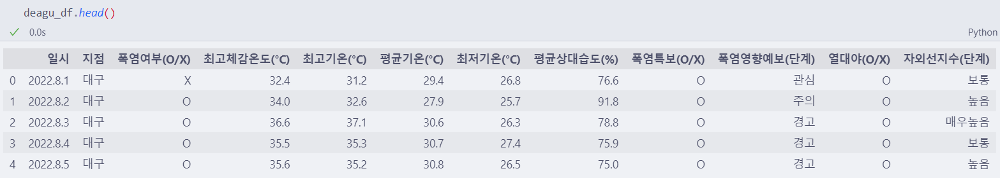 deagu_df.head()
0.0s Python
일시 지점 폭염여부(O/X) 최고체감온도(°C) 최고기온(°C) 평균기온(°C) 최저기온(°C) 평균상대습도(%) 폭염특보(O/X) 폭염영향예보(단계) 열대야(O/X) 자외선지수(단계)
0 2022.8.1 대구 X 32.4 31.2 29.4 26.8 76.6 O 관심 O 보통
1 2022.8.2 대구 O 34.0 32.6 27.9 25.7 91.8 O 주의 O 높음
2 2022.8.3 대구 O 36.6 37.1 30.6 26.3 78.8 O 경고 O 매우높음
3 2022.8.4 대구 O 35.5 35.3 30.7 27.4 75.9 O 경고 O 보통
4 2022.8.5 대구 O 35.6 35.2 30.8 26.5 75.0 O 경고 O 높음